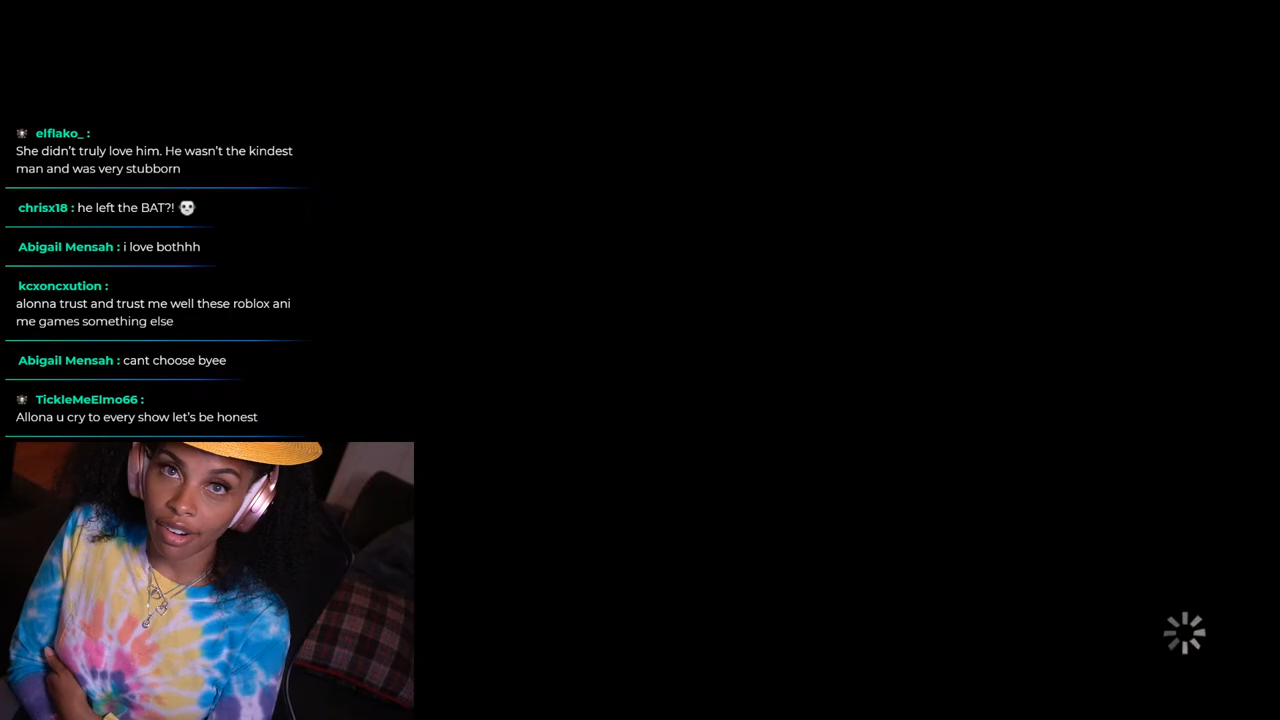 elflako_ :
She didn’t truly love him. He wasn’t the kindest
man and was very stubborn
chrisx18 : he left the BAT?!
Abigail Mensah : i love bothhh
kcxoncxution :
alonna trust and trust me well these roblox ani
me games something else
Abigail Mensah : cant choose byee
TickleMeElmo66 :
Allona u cry to every show let’s be honest